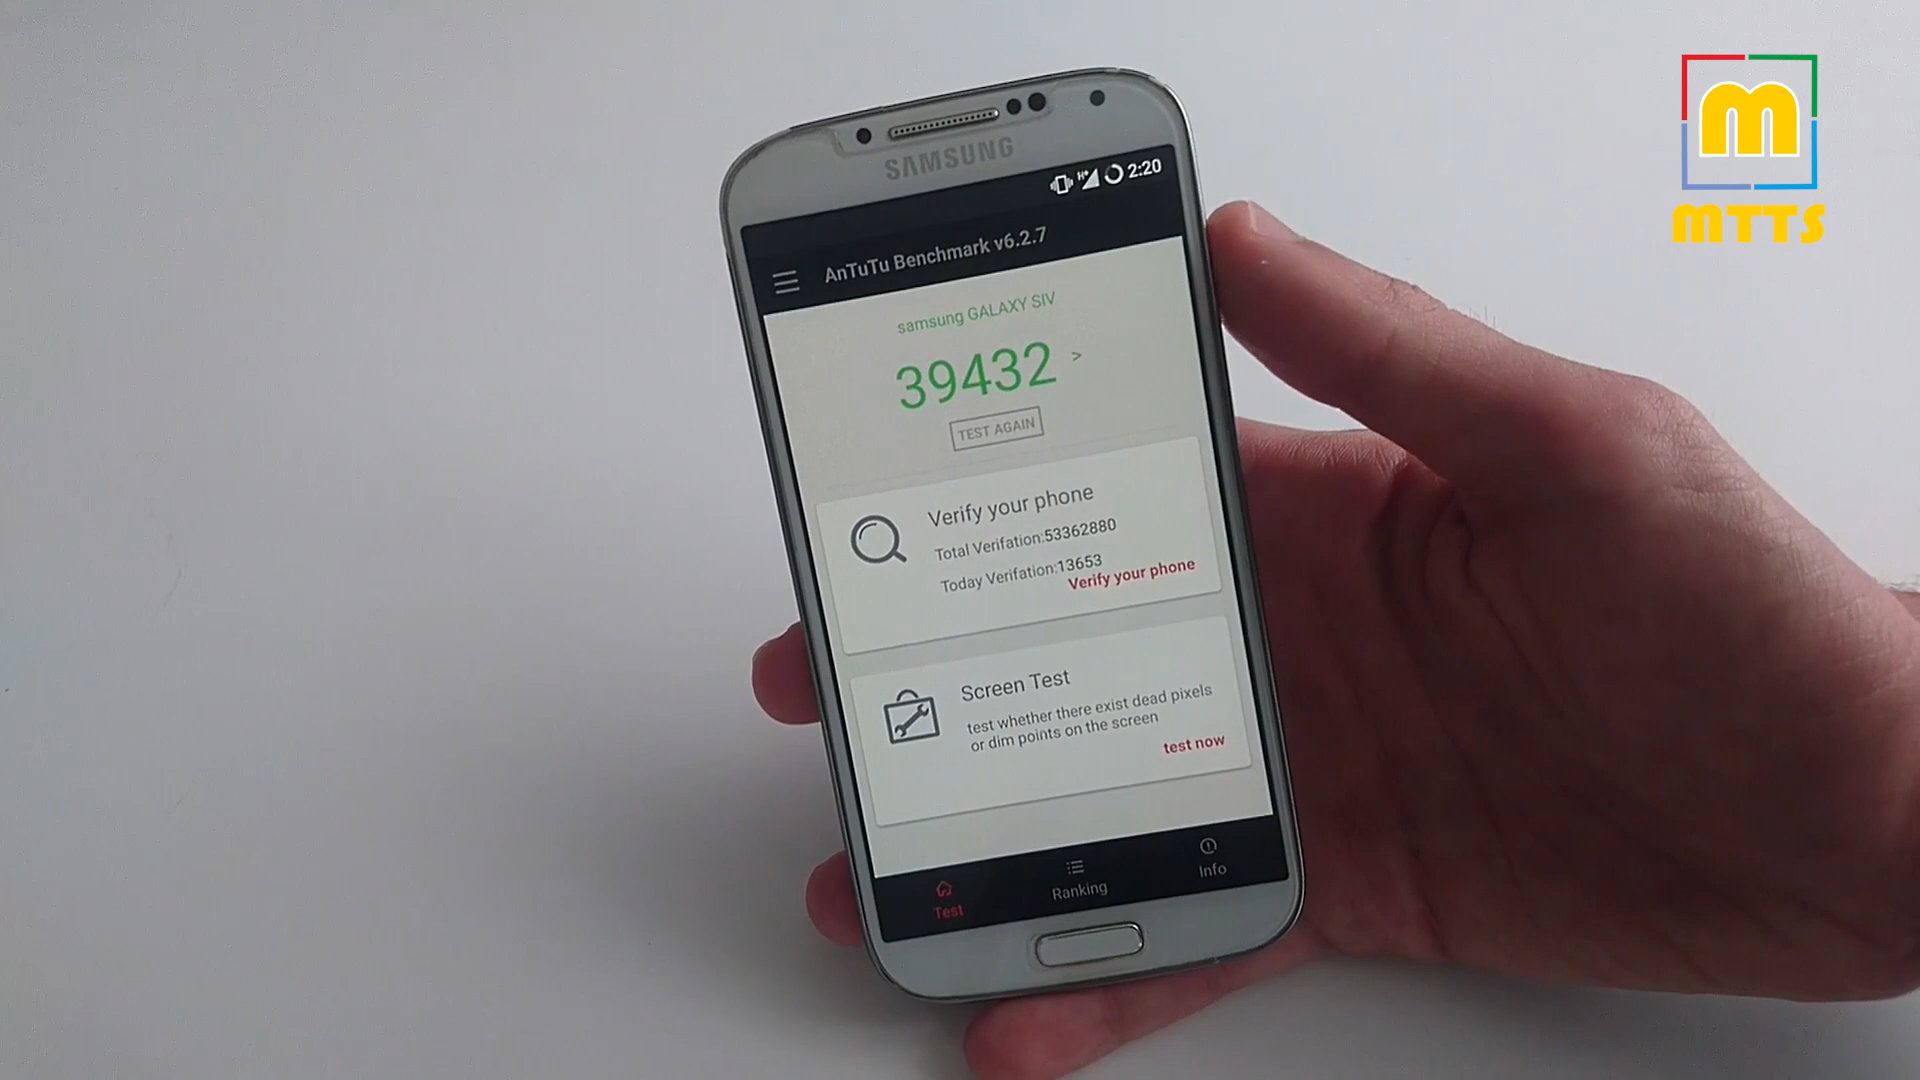 M
MTTS
SAMSUNG
H+ 2:20
AnTuTu Benchmark v6.2.7
samsung GALAXY SIV
39432 >
TEST AGAIN
Verify your phone
Total Verifation:53362880
Today Verifation:13653
Verify your phone
Screen Test
test whether there exist dead pixels
or dim points on the screen
test now
Test
Ranking
Info